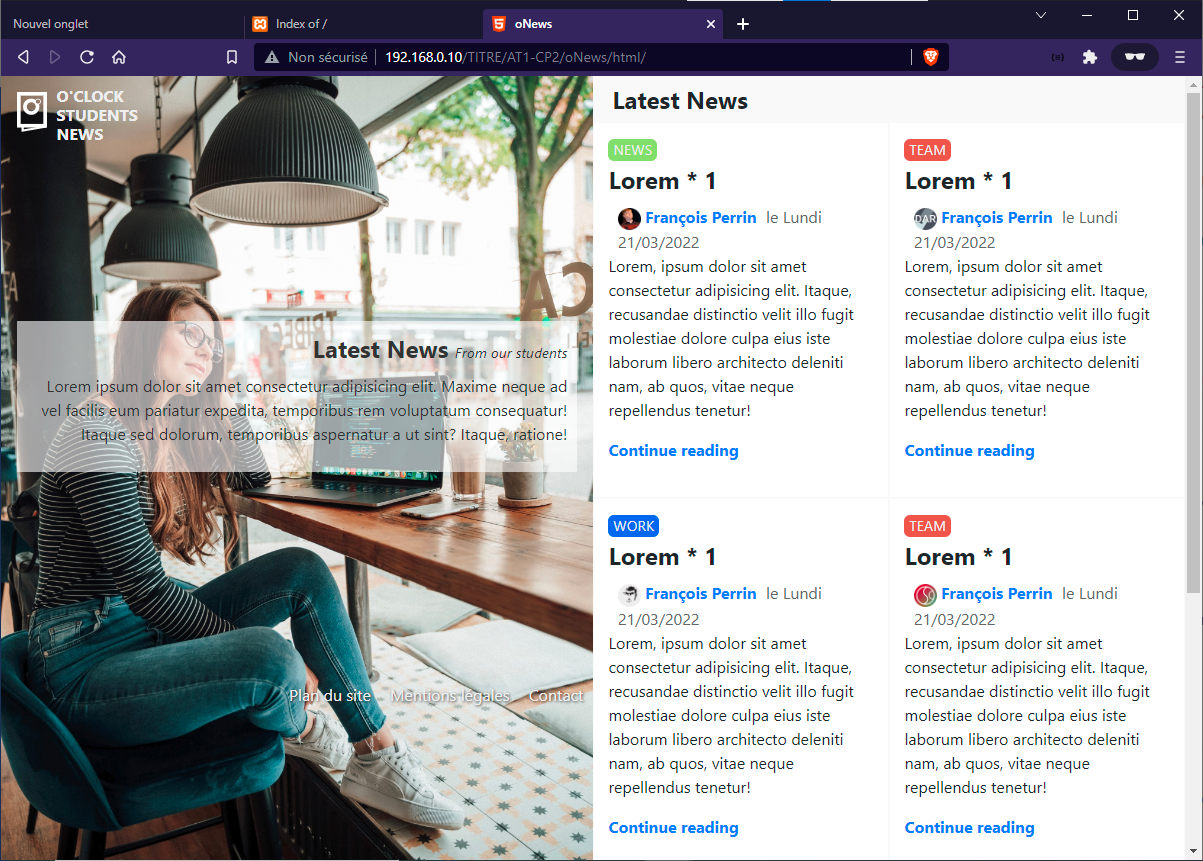 Nouvel onglet
Index of /
oNews
Non sécurisé
192.168.0.10/TITRE/AT1-CP2/oNews/html/
O'CLOCK
STUDENTS
NEWS
Latest News From our students
Lorem ipsum dolor sit amet consectetur adipisicing elit. Maxime neque ad
vel facilis eum pariatur expedita, temporibus rem voluptatum consequatur!
Itaque sed dolorum, temporibus aspernatur a ut sint? Itaque, ratione!
Plan du site Mentions légales Contact
Latest News
NEWS
Lorem * 1
François Perrin le Lundi
21/03/2022
Lorem, ipsum dolor sit amet
consectetur adipisicing elit. Itaque,
recusandae distinctio velit illo fugit
molestiae dolore culpa eius iste
laborum libero architecto deleniti
nam, ab quos, vitae neque
repellendus tenetur!
Continue reading
TEAM
Lorem * 1
DAR
François Perrin le Lundi
21/03/2022
Lorem, ipsum dolor sit amet
consectetur adipisicing elit. Itaque,
recusandae distinctio velit illo fugit
molestiae dolore culpa eius iste
laborum libero architecto deleniti
nam, ab quos, vitae neque
repellendus tenetur!
Continue reading
WORK
Lorem * 1
François Perrin le Lundi
21/03/2022
Lorem, ipsum dolor sit amet
consectetur adipisicing elit. Itaque,
recusandae distinctio velit illo fugit
molestiae dolore culpa eius iste
laborum libero architecto deleniti
nam, ab quos, vitae neque
repellendus tenetur!
Continue reading
TEAM
Lorem * 1
François Perrin le Lundi
21/03/2022
Lorem, ipsum dolor sit amet
consectetur adipisicing elit. Itaque,
recusandae distinctio velit illo fugit
molestiae dolore culpa eius iste
laborum libero architecto deleniti
nam, ab quos, vitae neque
repellendus tenetur!
Continue reading